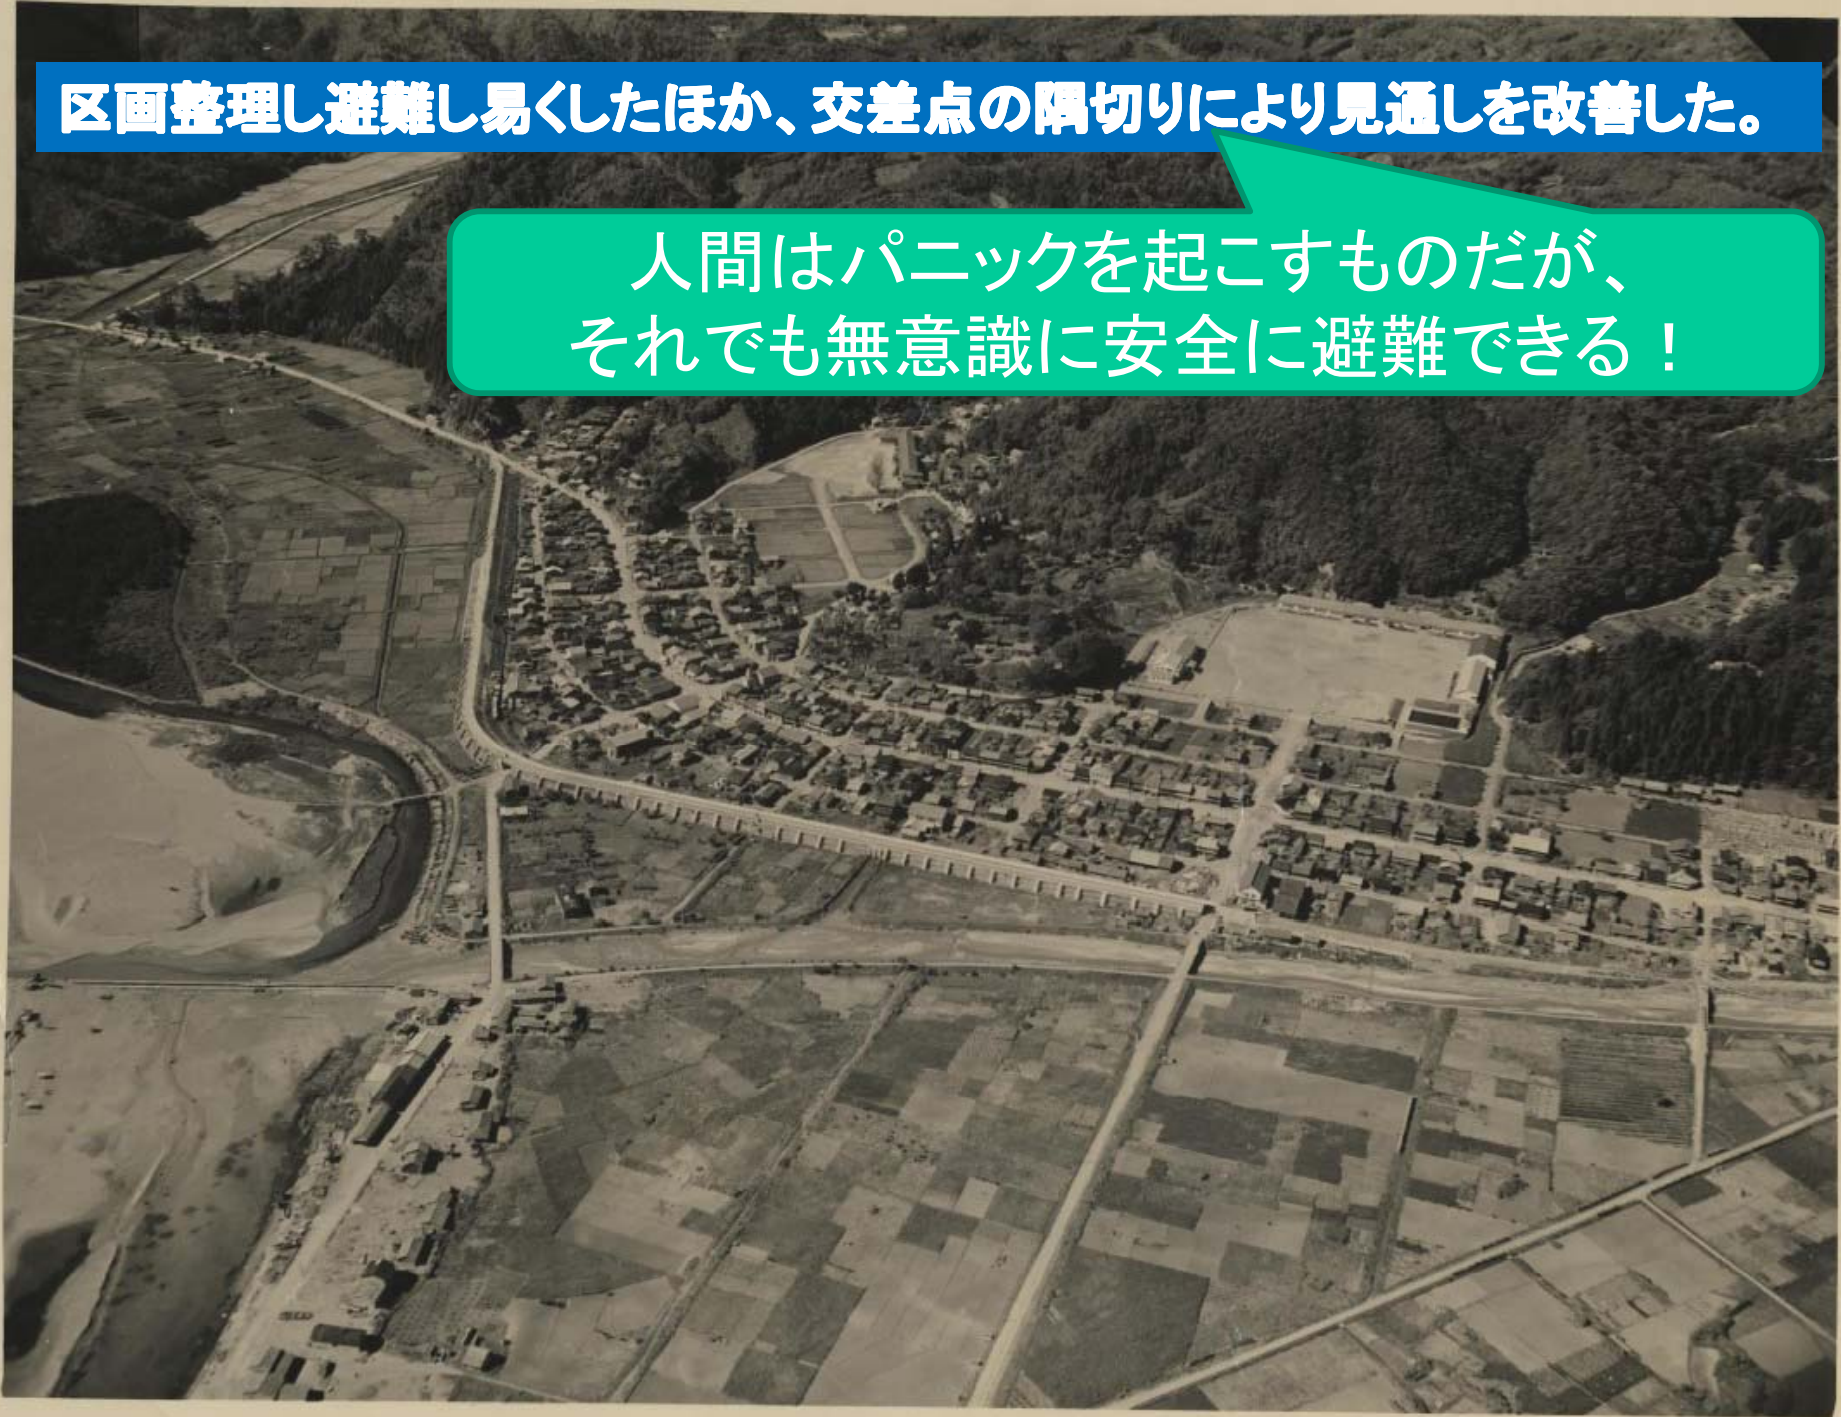 区画整理し避難し易くしたほか、交差点の隅切りにより見通しを改善した。
人間はパニックを起こすものだが、
それでも無意識に安全に避難できる！